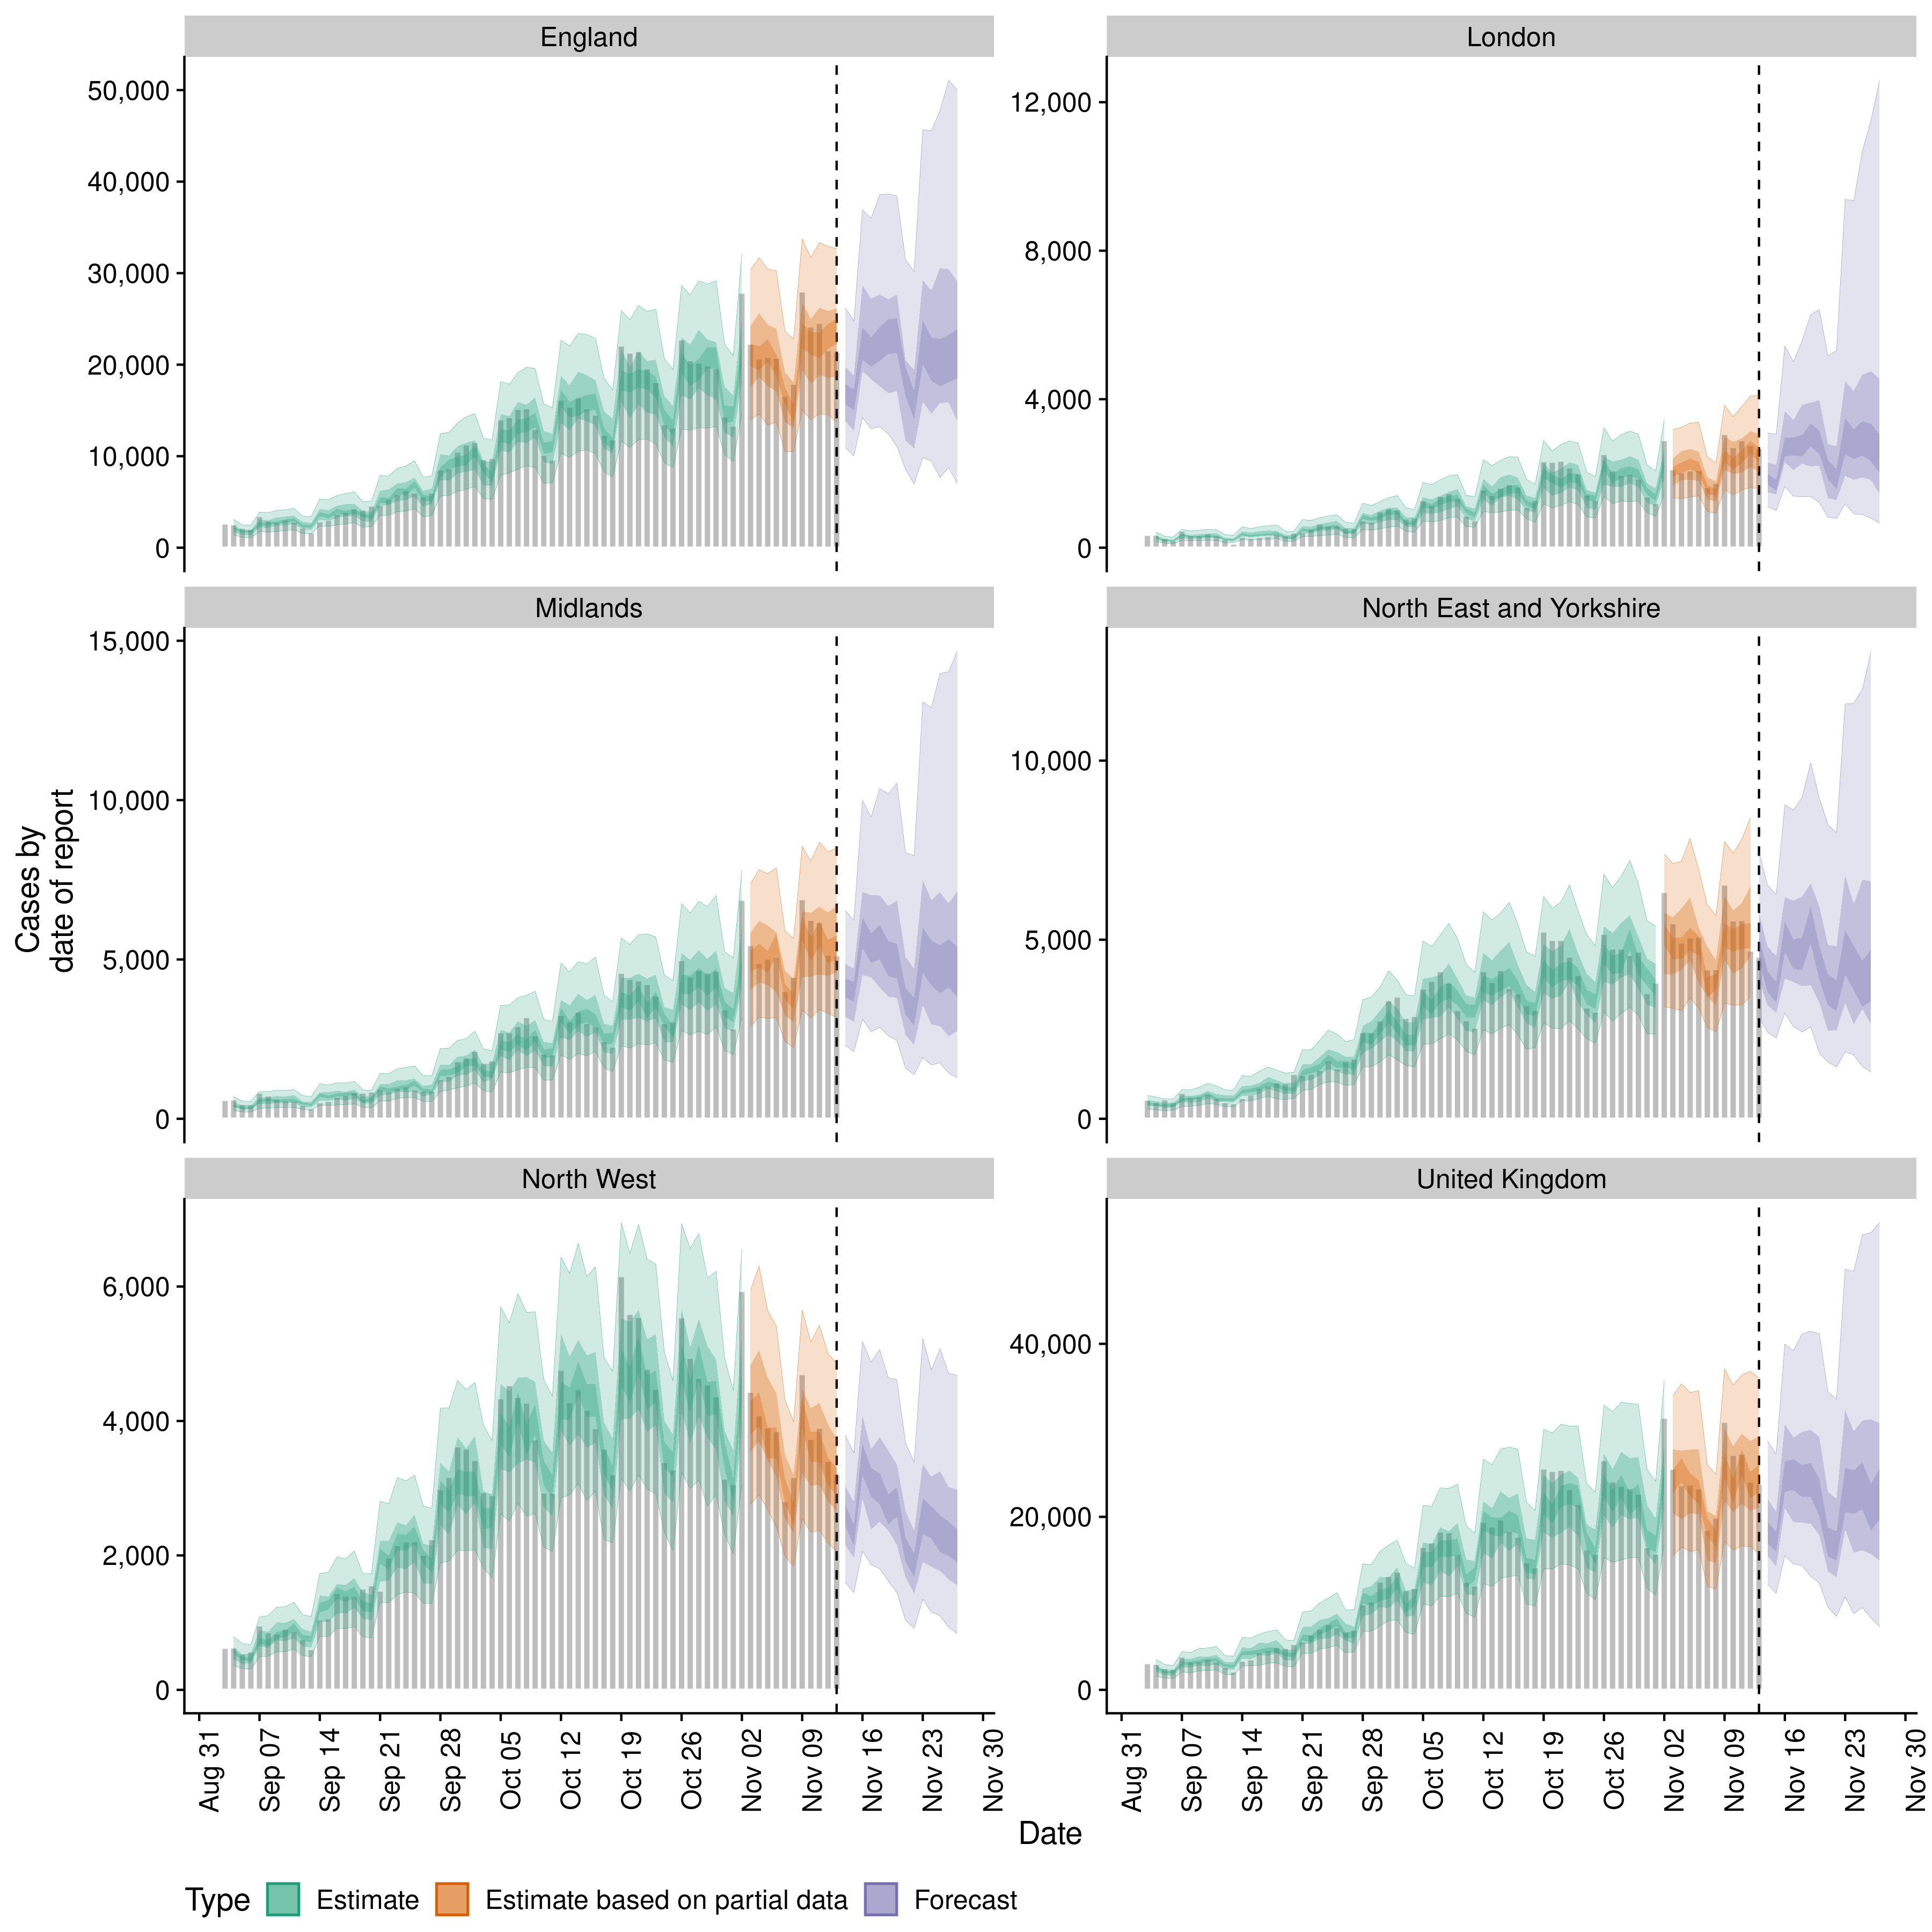 England
London
50,000
40,000
30,000
20,000
10,000
0
12,000
8,000
4,000
0
Midlands
North East and Yorkshire
15,000
10,000
5,000
0
10,000
5,000
0
Cases by
date of report
North West
United Kingdom
6,000
4,000
2,000
0
40,000
20,000
0
Aug 31
Sep 07
Sep 14
Sep 21
Sep 28
Oct 05
Oct 12
Oct 19
Oct 26
Nov 02
Nov 09
Nov 16
Nov 23
Nov 30
Aug 31
Sep 07
Sep 14
Sep 21
Sep 28
Oct 05
Oct 12
Oct 19
Oct 26
Nov 02
Nov 09
Nov 16
Nov 23
Nov 30
Date
Type Estimate Estimate based on partial data Forecast